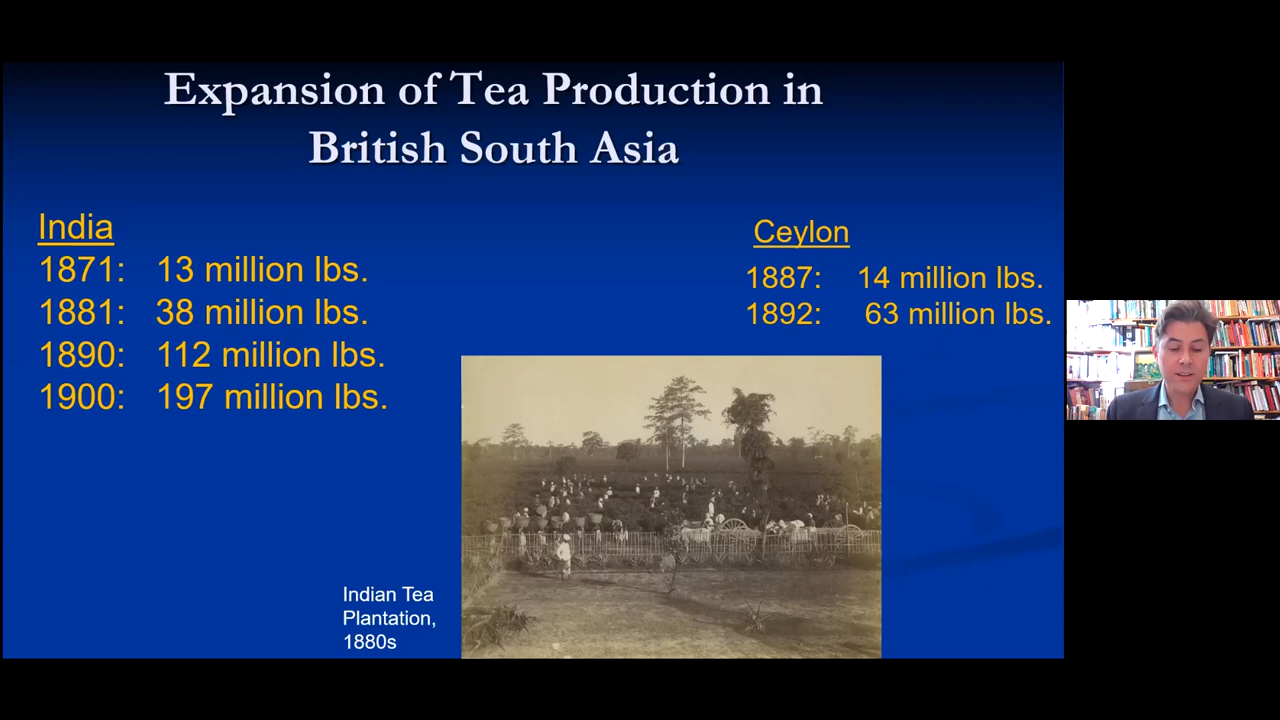 Expansion of Tea Production in
British South Asia
India
1871: 13 million lbs.
1881: 38 million lbs.
1890: 112 million lbs.
1900: 197 million lbs.
Ceylon
1887: 14 million lbs.
1892: 63 million lbs.
Indian Tea
Plantation,
1880s